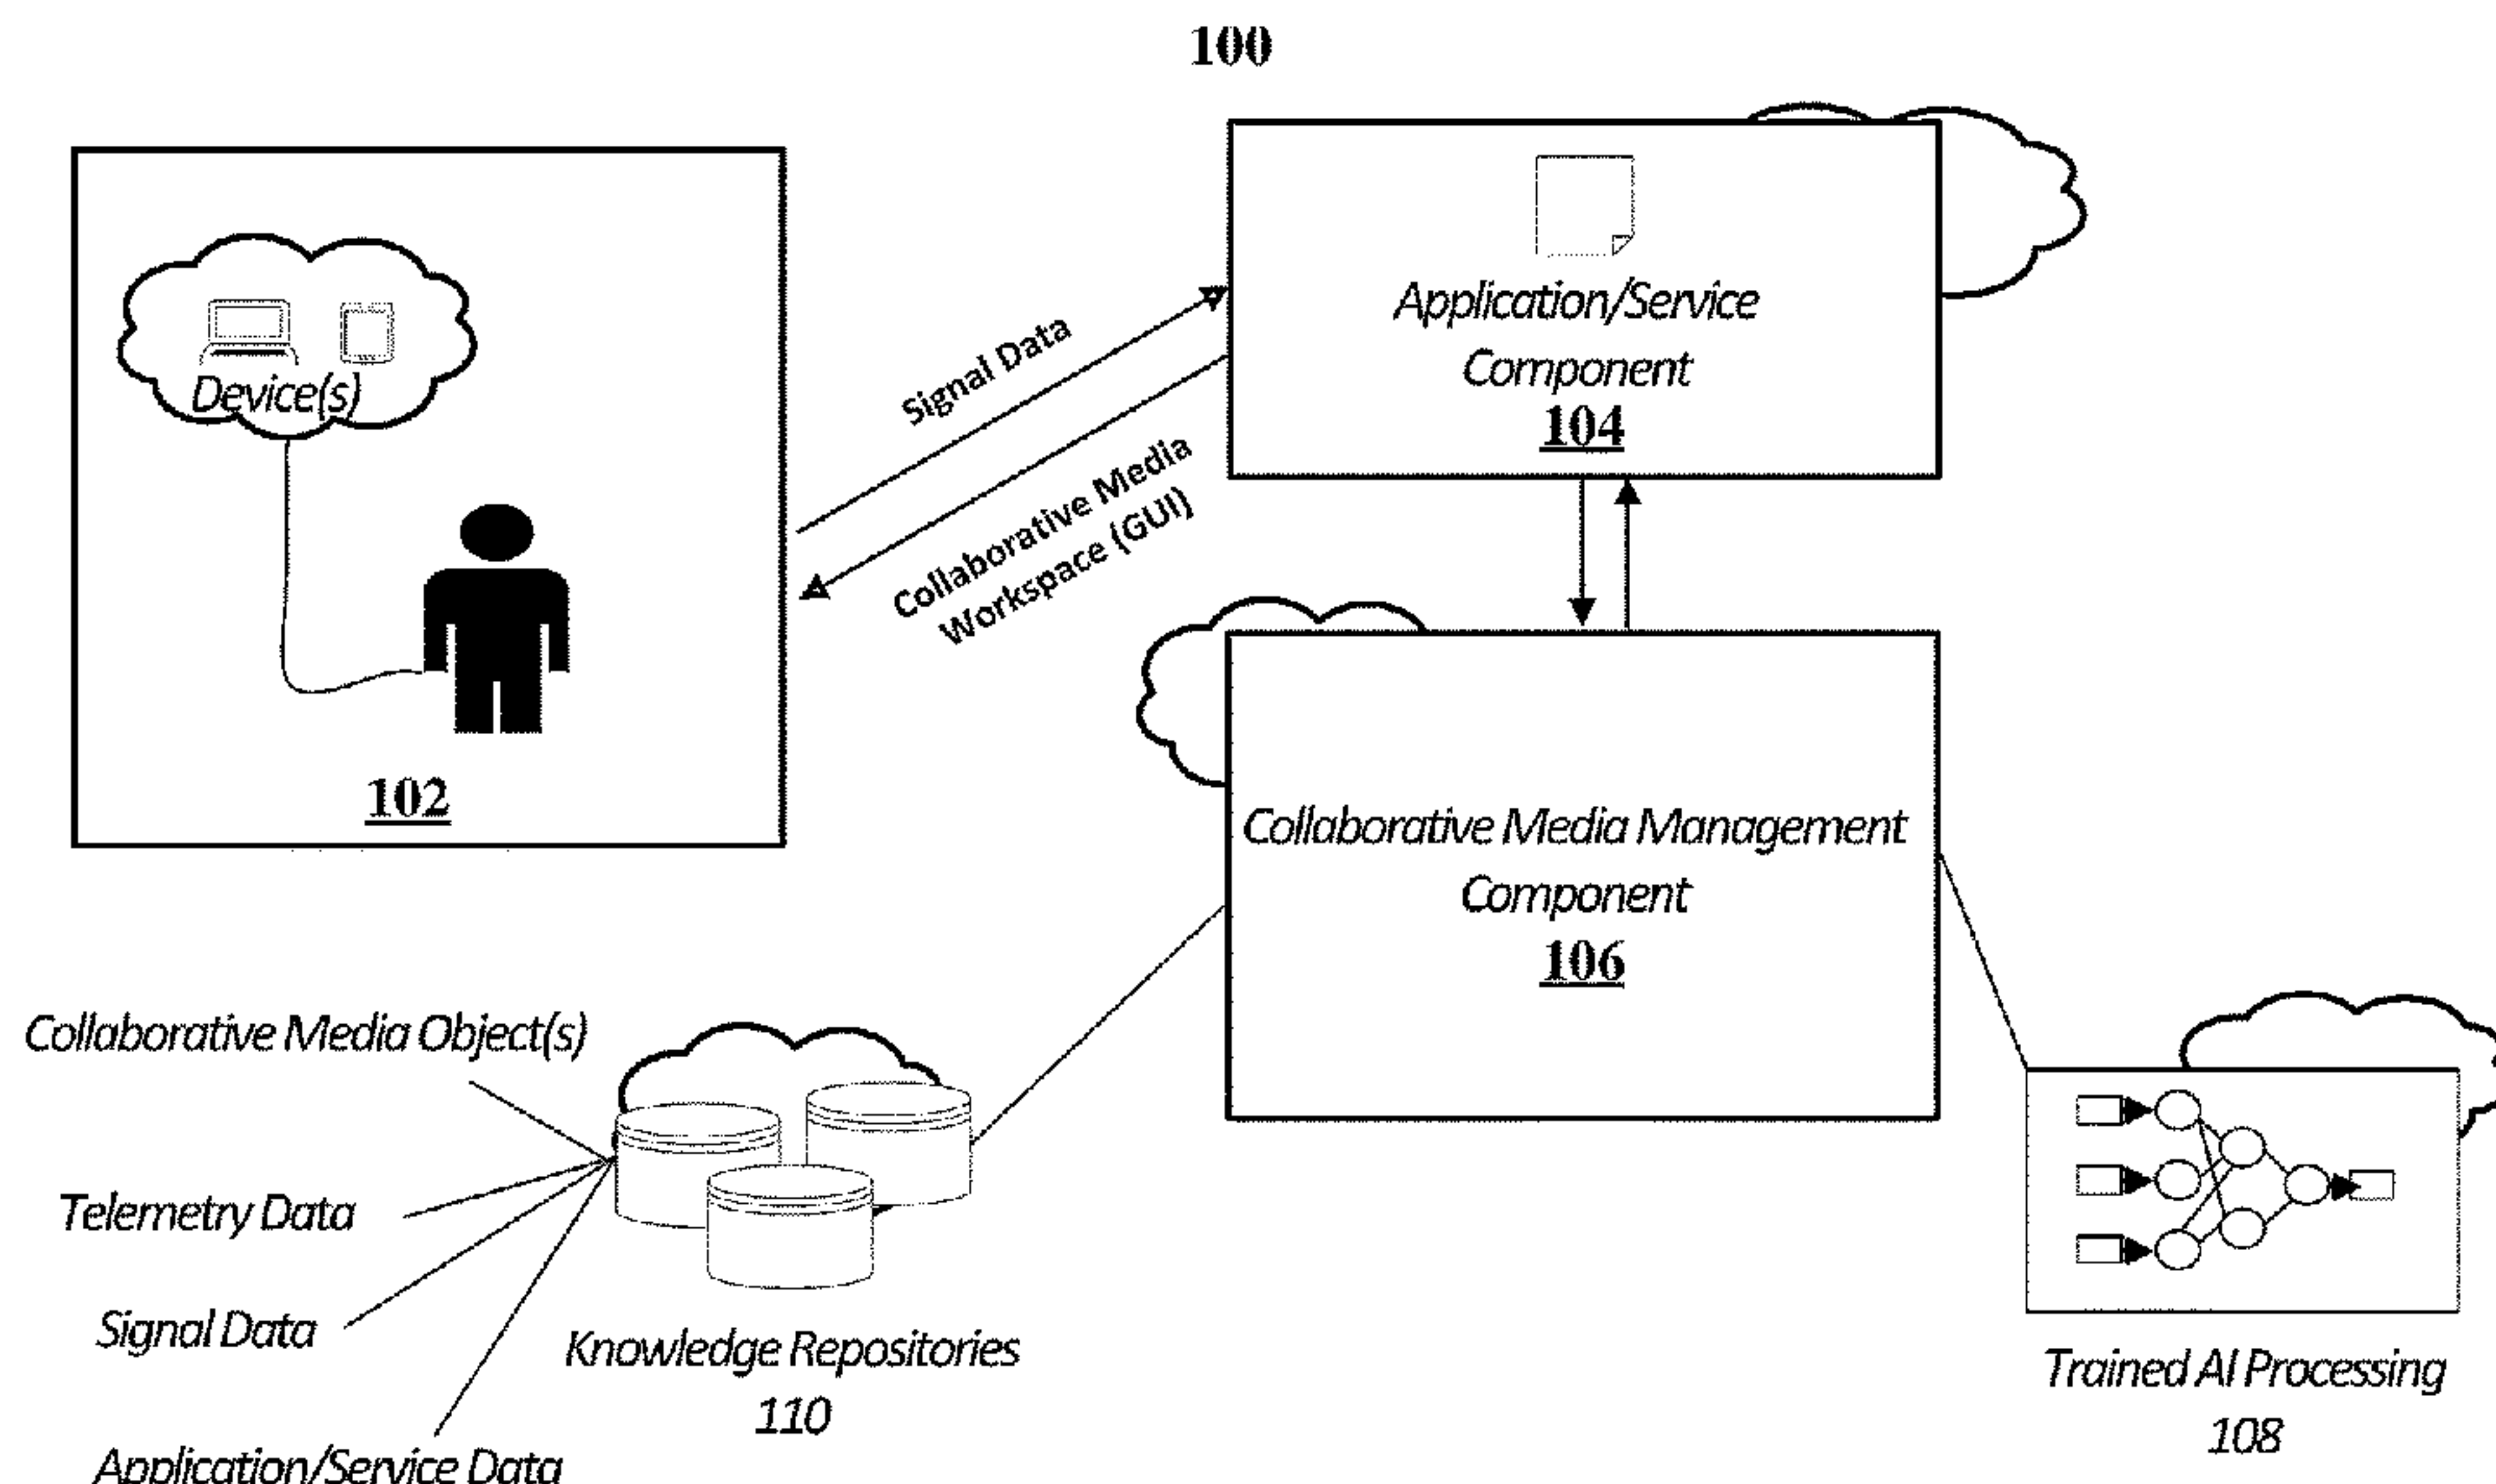 100
Device(s)
102
Signal Data
Collaborative Media
Workspace (GUI)
Application/Service
Component
104
Collaborative Media Management
Component
106
Collaborative Media Object(s)
Telemetry Data
Signal Data
Application/Service Data
Knowledge Repositories
110
Trained AI Processing
108